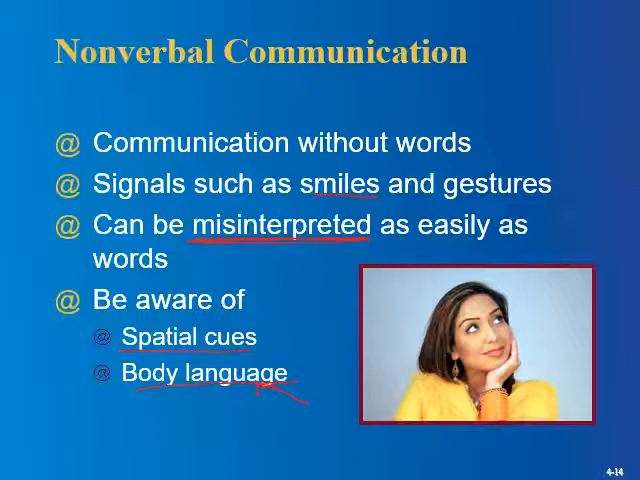 Nonverbal Communication
@ Communication without words
@ Signals such as smiles and gestures
@ Can be misinterpreted as easily as
words
@ Be aware of
@ Spatial cues
@ Body language
4-14